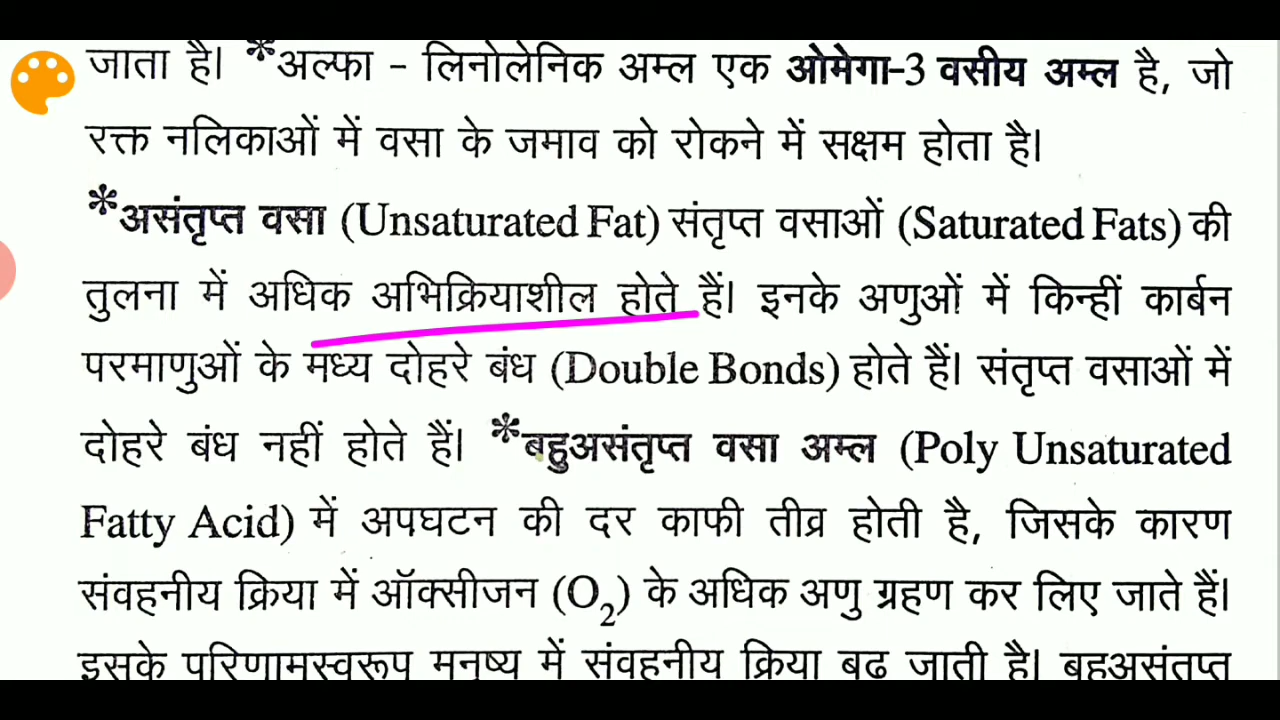 जाता है। *अल्फा - लिनोलेनिक अम्ल एक ओमेगा-3 वसीय अम्ल है, जो
रक्त नलिकाओं में वसा के जमाव को रोकने में सक्षम होता है।
*असंतृप्त वसा (Unsaturated Fat) संतृप्त वसाओं (Saturated Fats) की
तुलना में अधिक अभिक्रियाशील होते हैं। इनके अणुओं में किन्हीं कार्बन
परमाणुओं के मध्य दोहरे बंध (Double Bonds) होते हैं। संतृप्त वसाओं में
दोहरे बंध नहीं होते हैं। *बहुअसंतृप्त वसा अम्ल (Poly Unsaturated
Fatty Acid) में अपघटन की दर काफी तीव्र होती है, जिसके कारण
संवहनीय क्रिया में ऑक्सीजन (O₂) के अधिक अणु ग्रहण कर लिए जाते हैं।
इसके परिणामस्वरूप मनुष्य में संवहनीय क्रिया बढ़ जाती है। बहुअसंतृप्त